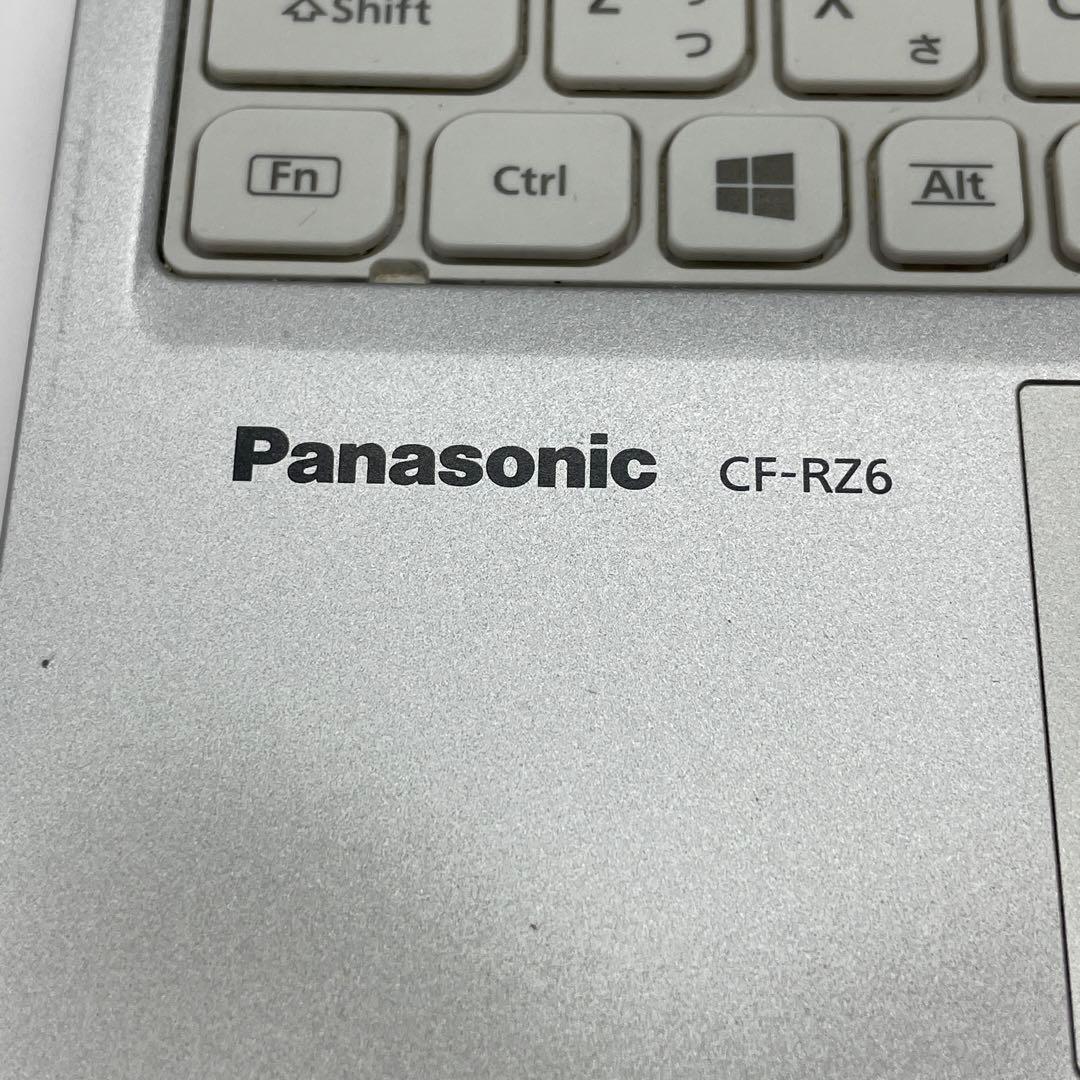 Shift Z つ X さ
Fn Ctrl Alt
Panasonic CF-RZ6